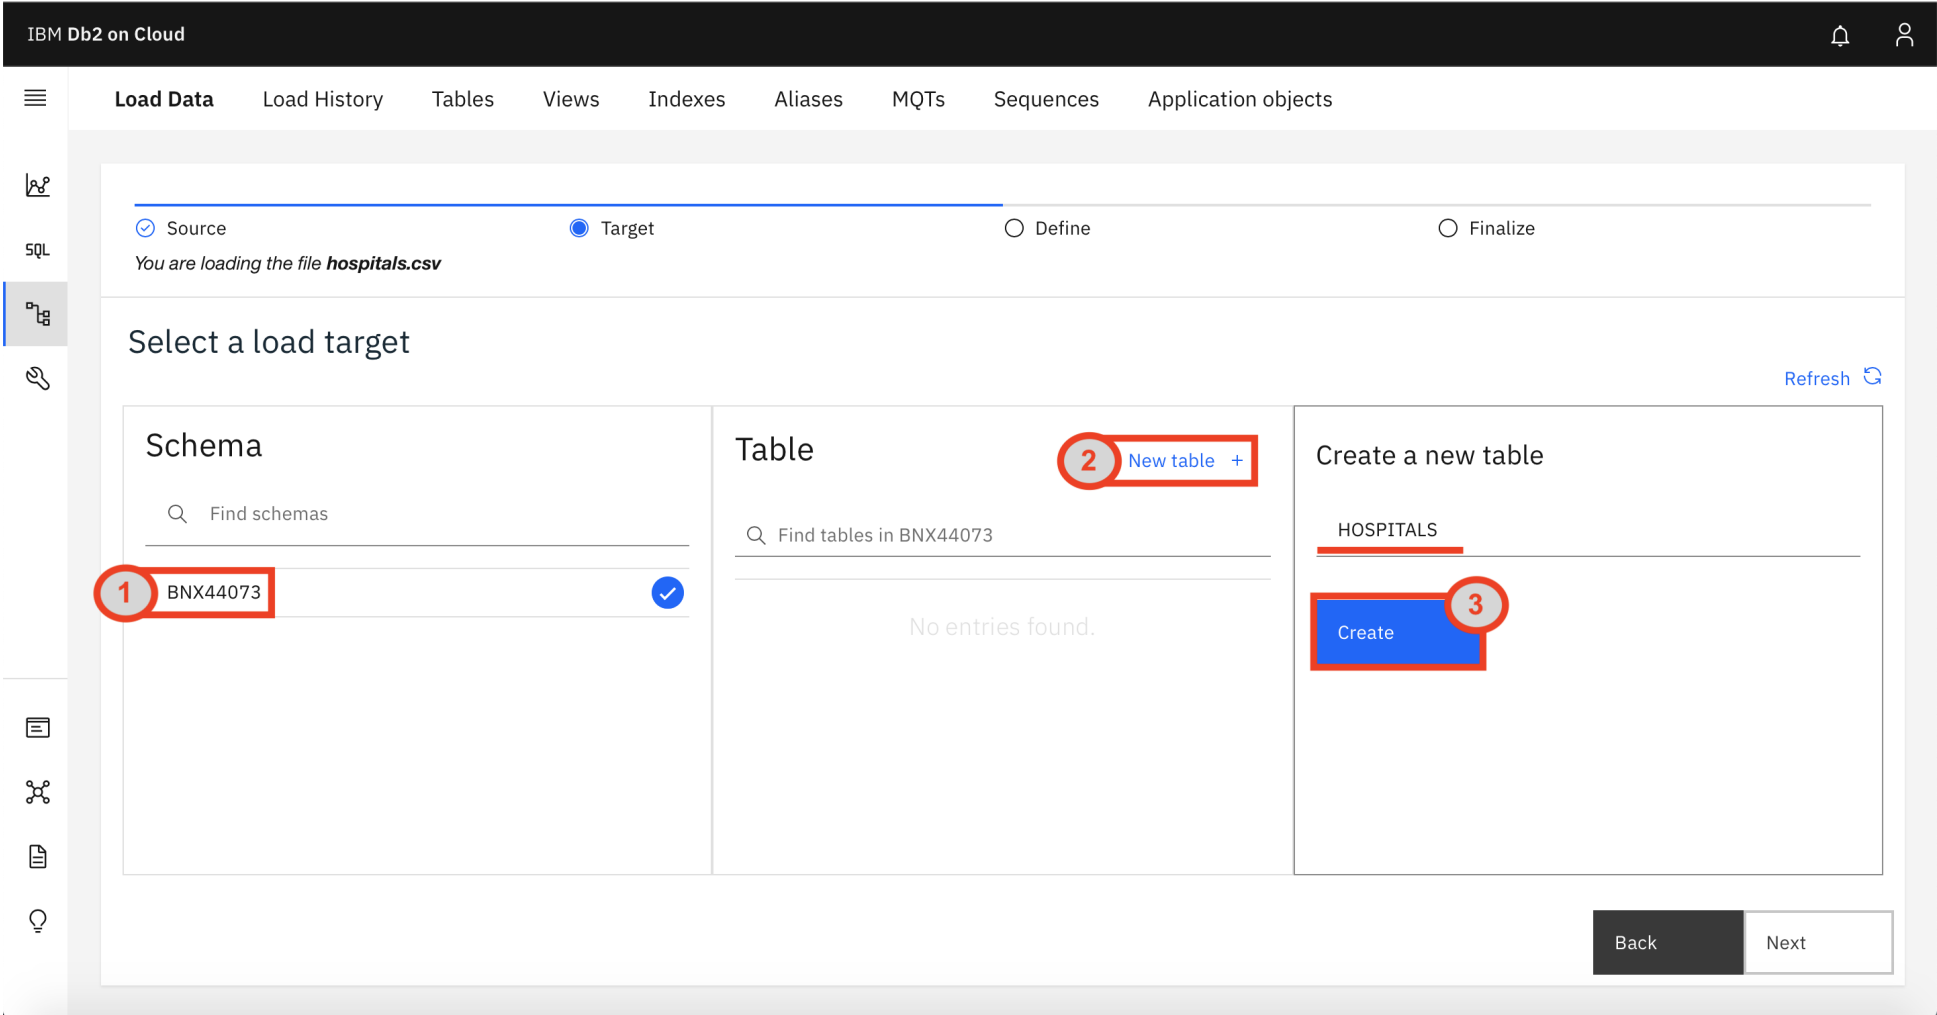 IBM Db2 on Cloud
Load Data Load History Tables Views Indexes Aliases MQTs Sequences Application objects
SQL
Source Target Define Finalize
You are loading the file hospitals.csv
Select a load target
Refresh
Schema
Find schemas
1 BNX44073
Table
2 New table +
Find tables in BNX44073
No entries found.
Create a new table
HOSPITALS
3
Create
Back Next